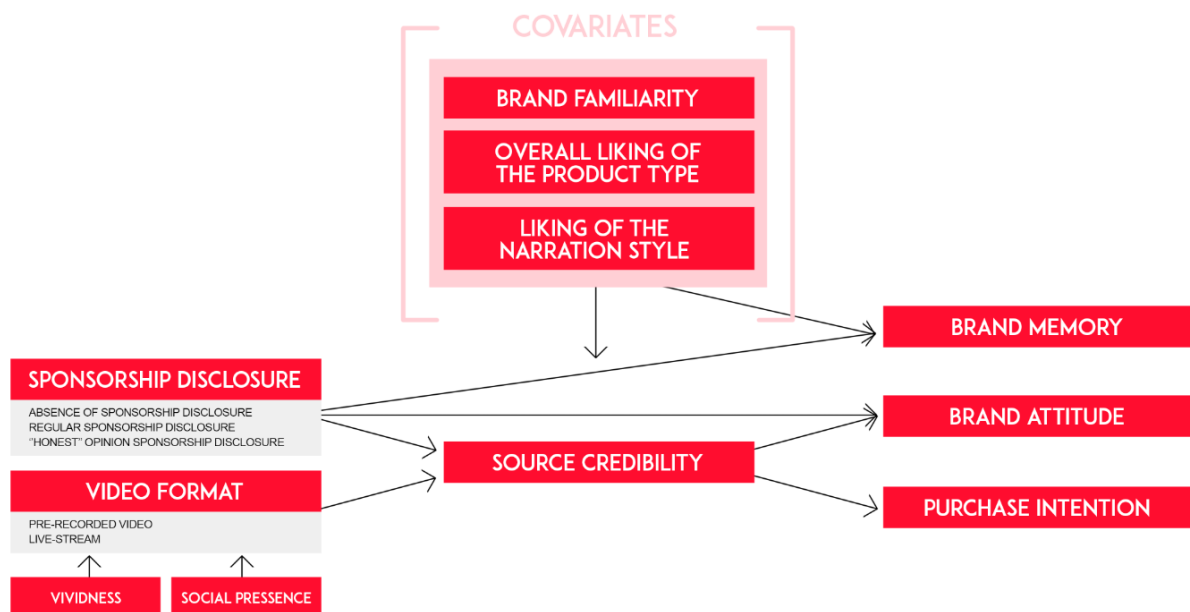 COVARIATES
BRAND FAMILIARITY
OVERALL LIKING OF
THE PRODUCT TYPE
LIKING OF THE
NARRATION STYLE
BRAND MEMORY
SPONSORSHIP DISCLOSURE
ABSENCE OF SPONSORSHIP DISCLOSURE
REGULAR SPONSORSHIP DISCLOSURE
“HONEST” OPINION SPONSORSHIP DISCLOSURE
BRAND ATTITUDE
SOURCE CREDIBILITY
VIDEO FORMAT
PRE-RECORDED VIDEO
LIVE-STREAM
PURCHASE INTENTION
VIVIDNESS
SOCIAL PRESSENCE